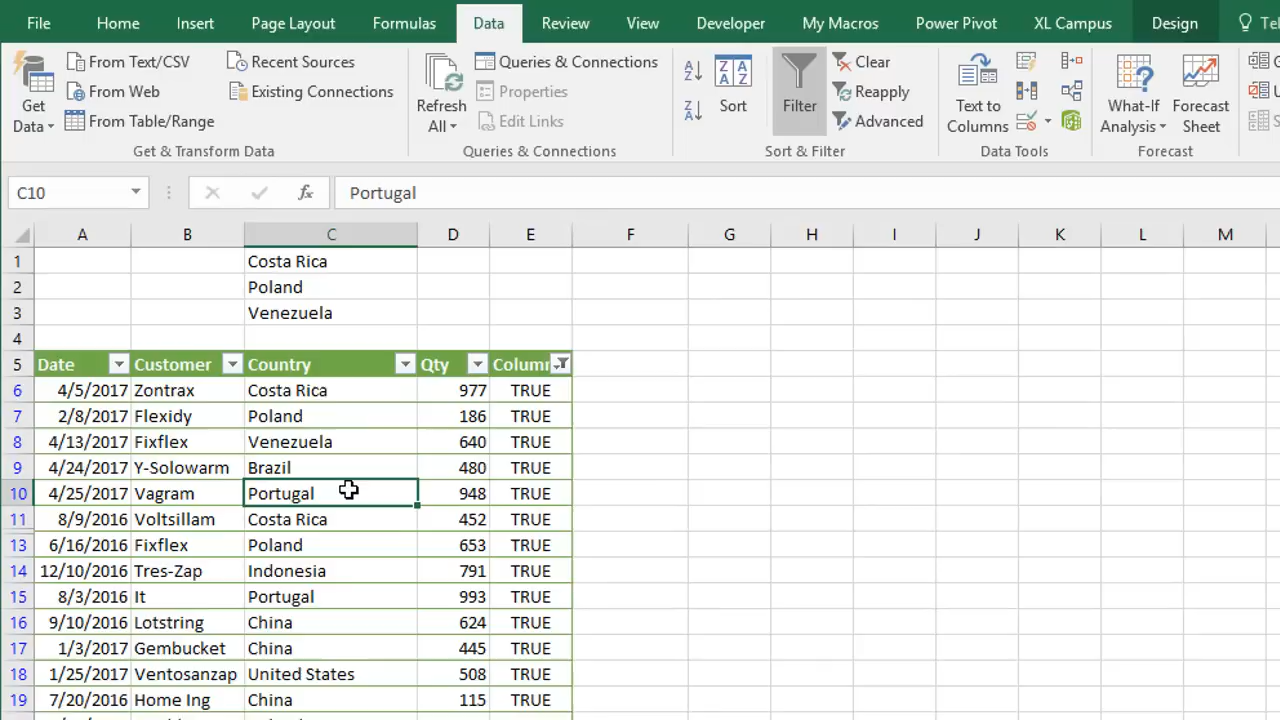 File Home Insert Page Layout Formulas Data Review View Developer My Macros Power Pivot XL Campus Design Tel
Get Data
From Text/CSV
From Web
From Table/Range
Recent Sources
Existing Connections
Get & Transform Data
Refresh All
Queries & Connections
Properties
Edit Links
Queries & Connections
Sort
Filter
Clear
Reapply
Advanced
Sort & Filter
Text to Columns
Data Tools
What-If Analysis
Forecast Sheet
Forecast
C10 fx Portugal
A B C D E F G H I J K L M
1 Costa Rica
2 Poland
3 Venezuela
4
5 Date Customer Country Qty Colum
6 4/5/2017 Zontrax Costa Rica 977 TRUE
7 2/8/2017 Flexidy Poland 186 TRUE
8 4/13/2017 Fixflex Venezuela 640 TRUE
9 4/24/2017 Y-Solowarm Brazil 480 TRUE
10 4/25/2017 Vagram Portugal 948 TRUE
11 8/9/2016 Voltsillam Costa Rica 452 TRUE
13 6/16/2016 Fixflex Poland 653 TRUE
14 12/10/2016 Tres-Zap Indonesia 791 TRUE
15 8/3/2016 It Portugal 993 TRUE
16 9/10/2016 Lotstring China 624 TRUE
17 1/3/2017 Gembucket China 445 TRUE
18 1/25/2017 Ventosanzap United States 508 TRUE
19 7/20/2016 Home Ing China 115 TRUE